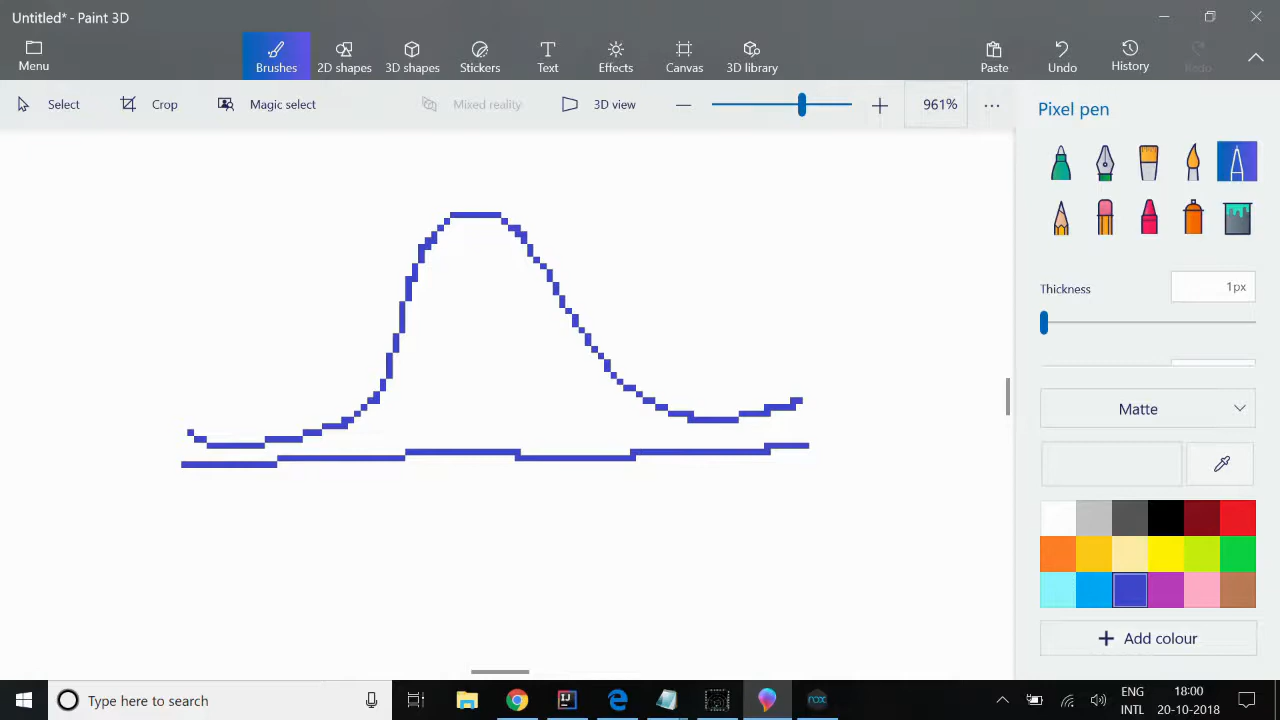 Untitled* - Paint 3D
Menu
Brushes
2D shapes
3D shapes
Stickers
Text
Effects
Canvas
3D library
Paste
Undo
History
Redo
Select
Crop
Magic select
Mixed reality
3D view
961%
Pixel pen
Thickness
1px
Matte
Add colour
Type here to search
nox
ENG
INTL
18:00
20-10-2018